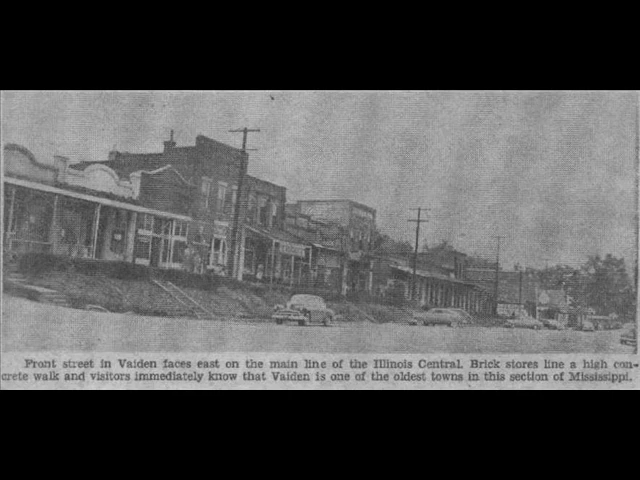 Front street in Vaiden faces east on the main line of the Illinois Central. Brick stores line a high con-
crete walk and visitors immediately know that Vaiden is one of the oldest towns in this section of Mississippi.